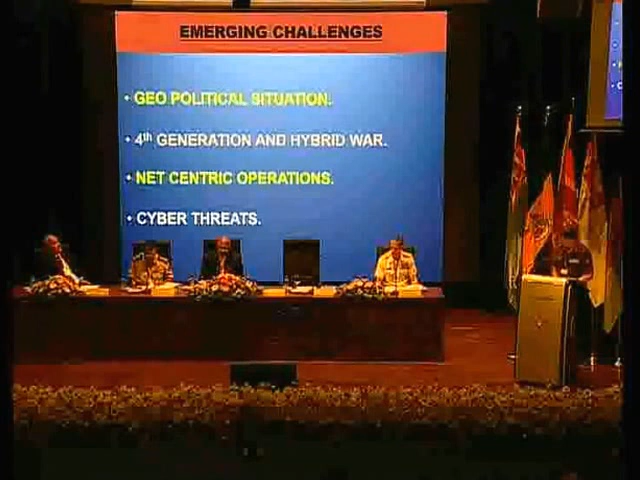 EMERGING CHALLENGES
• GEO POLITICAL SITUATION.
• 4th GENERATION AND HYBRID WAR.
• NET CENTRIC OPERATIONS.
• CYBER THREATS.